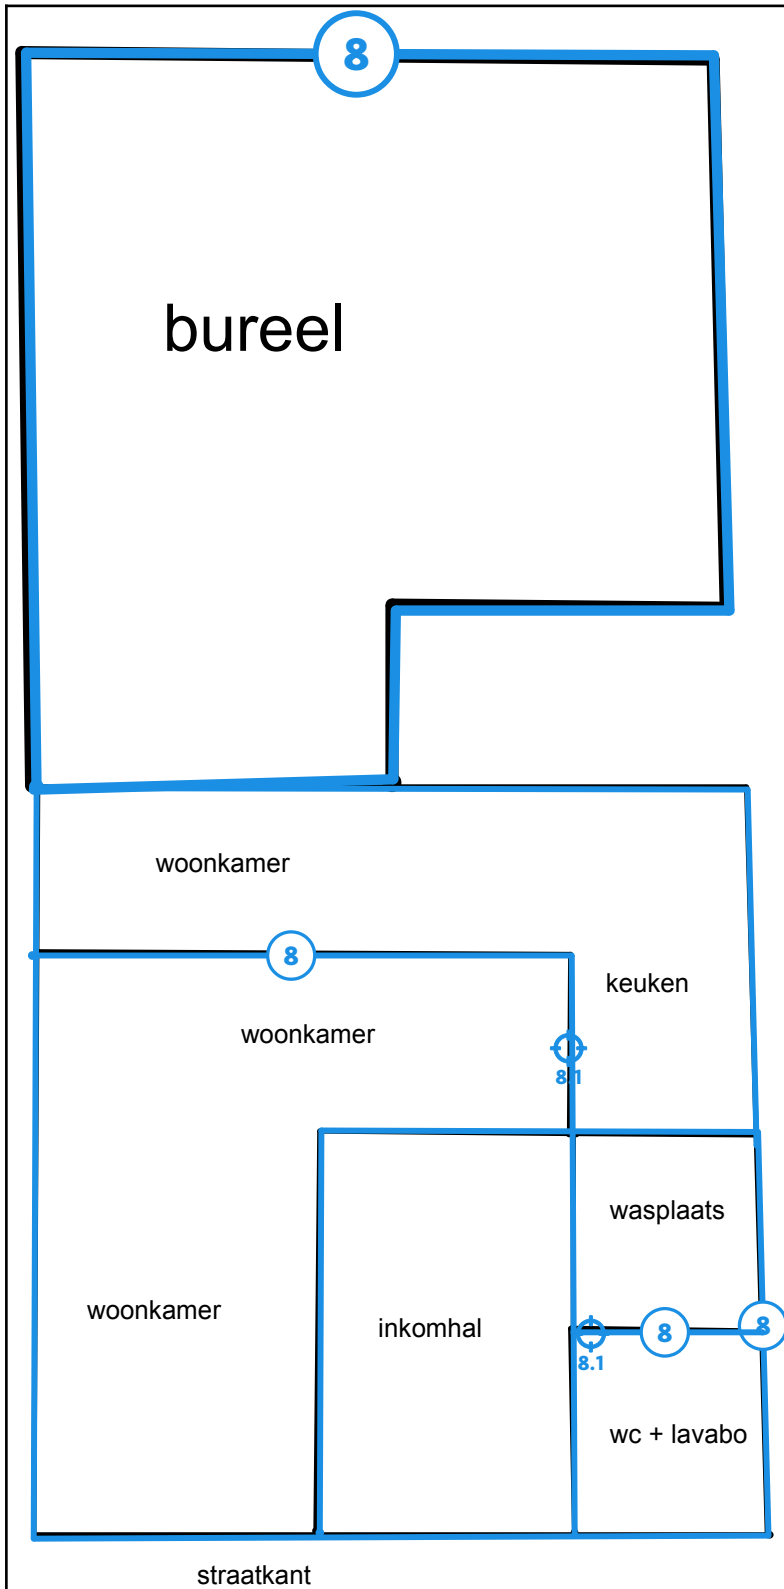 8
bureel
woonkamer
8
keuken
woonkamer
8.1
wasplaats
woonkamer
inkomhal
8
8
8.1
wc + lavabo
straatkant